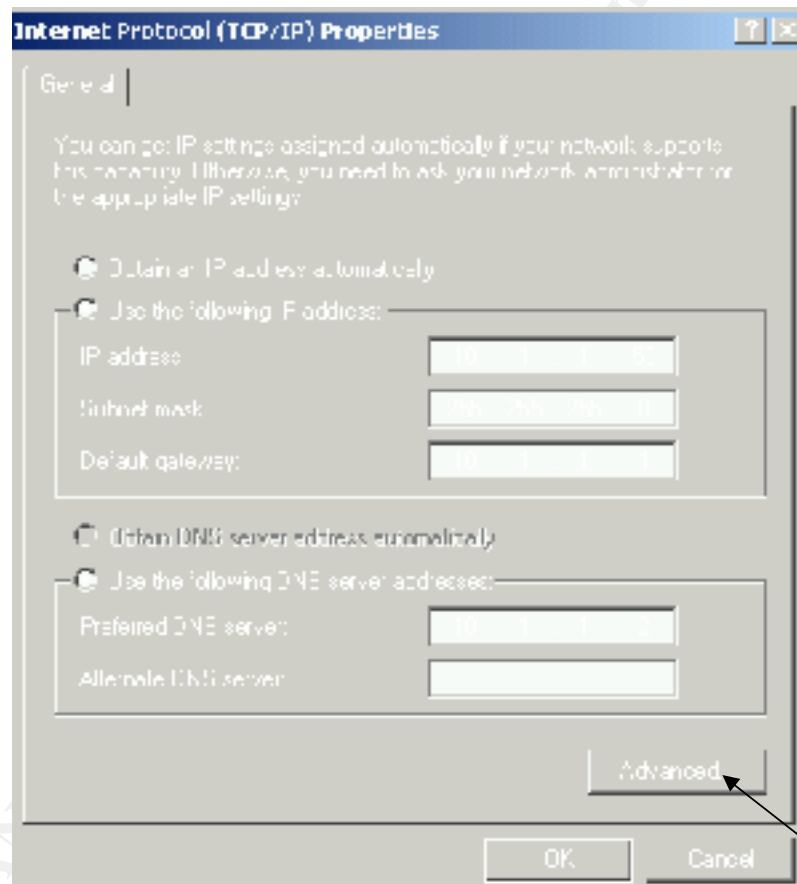 Internet Protocol (TCP/IP) Properties
General
You can get IP settings assigned automatically if your network supports
this capability. Otherwise, you need to ask your network administrator for
the appropriate IP settings.
Obtain an IP address automatically
Use the following IP address:
IP address:
10 1 1
Subnet mask:
255 255 255 0
Default gateway:
10 1 1 1
Obtain DNS server address automatically
Use the following DNS server addresses:
Preferred DNS server:
10 1 1 2
Alternate DNS server:
Advanced...
OK
Cancel